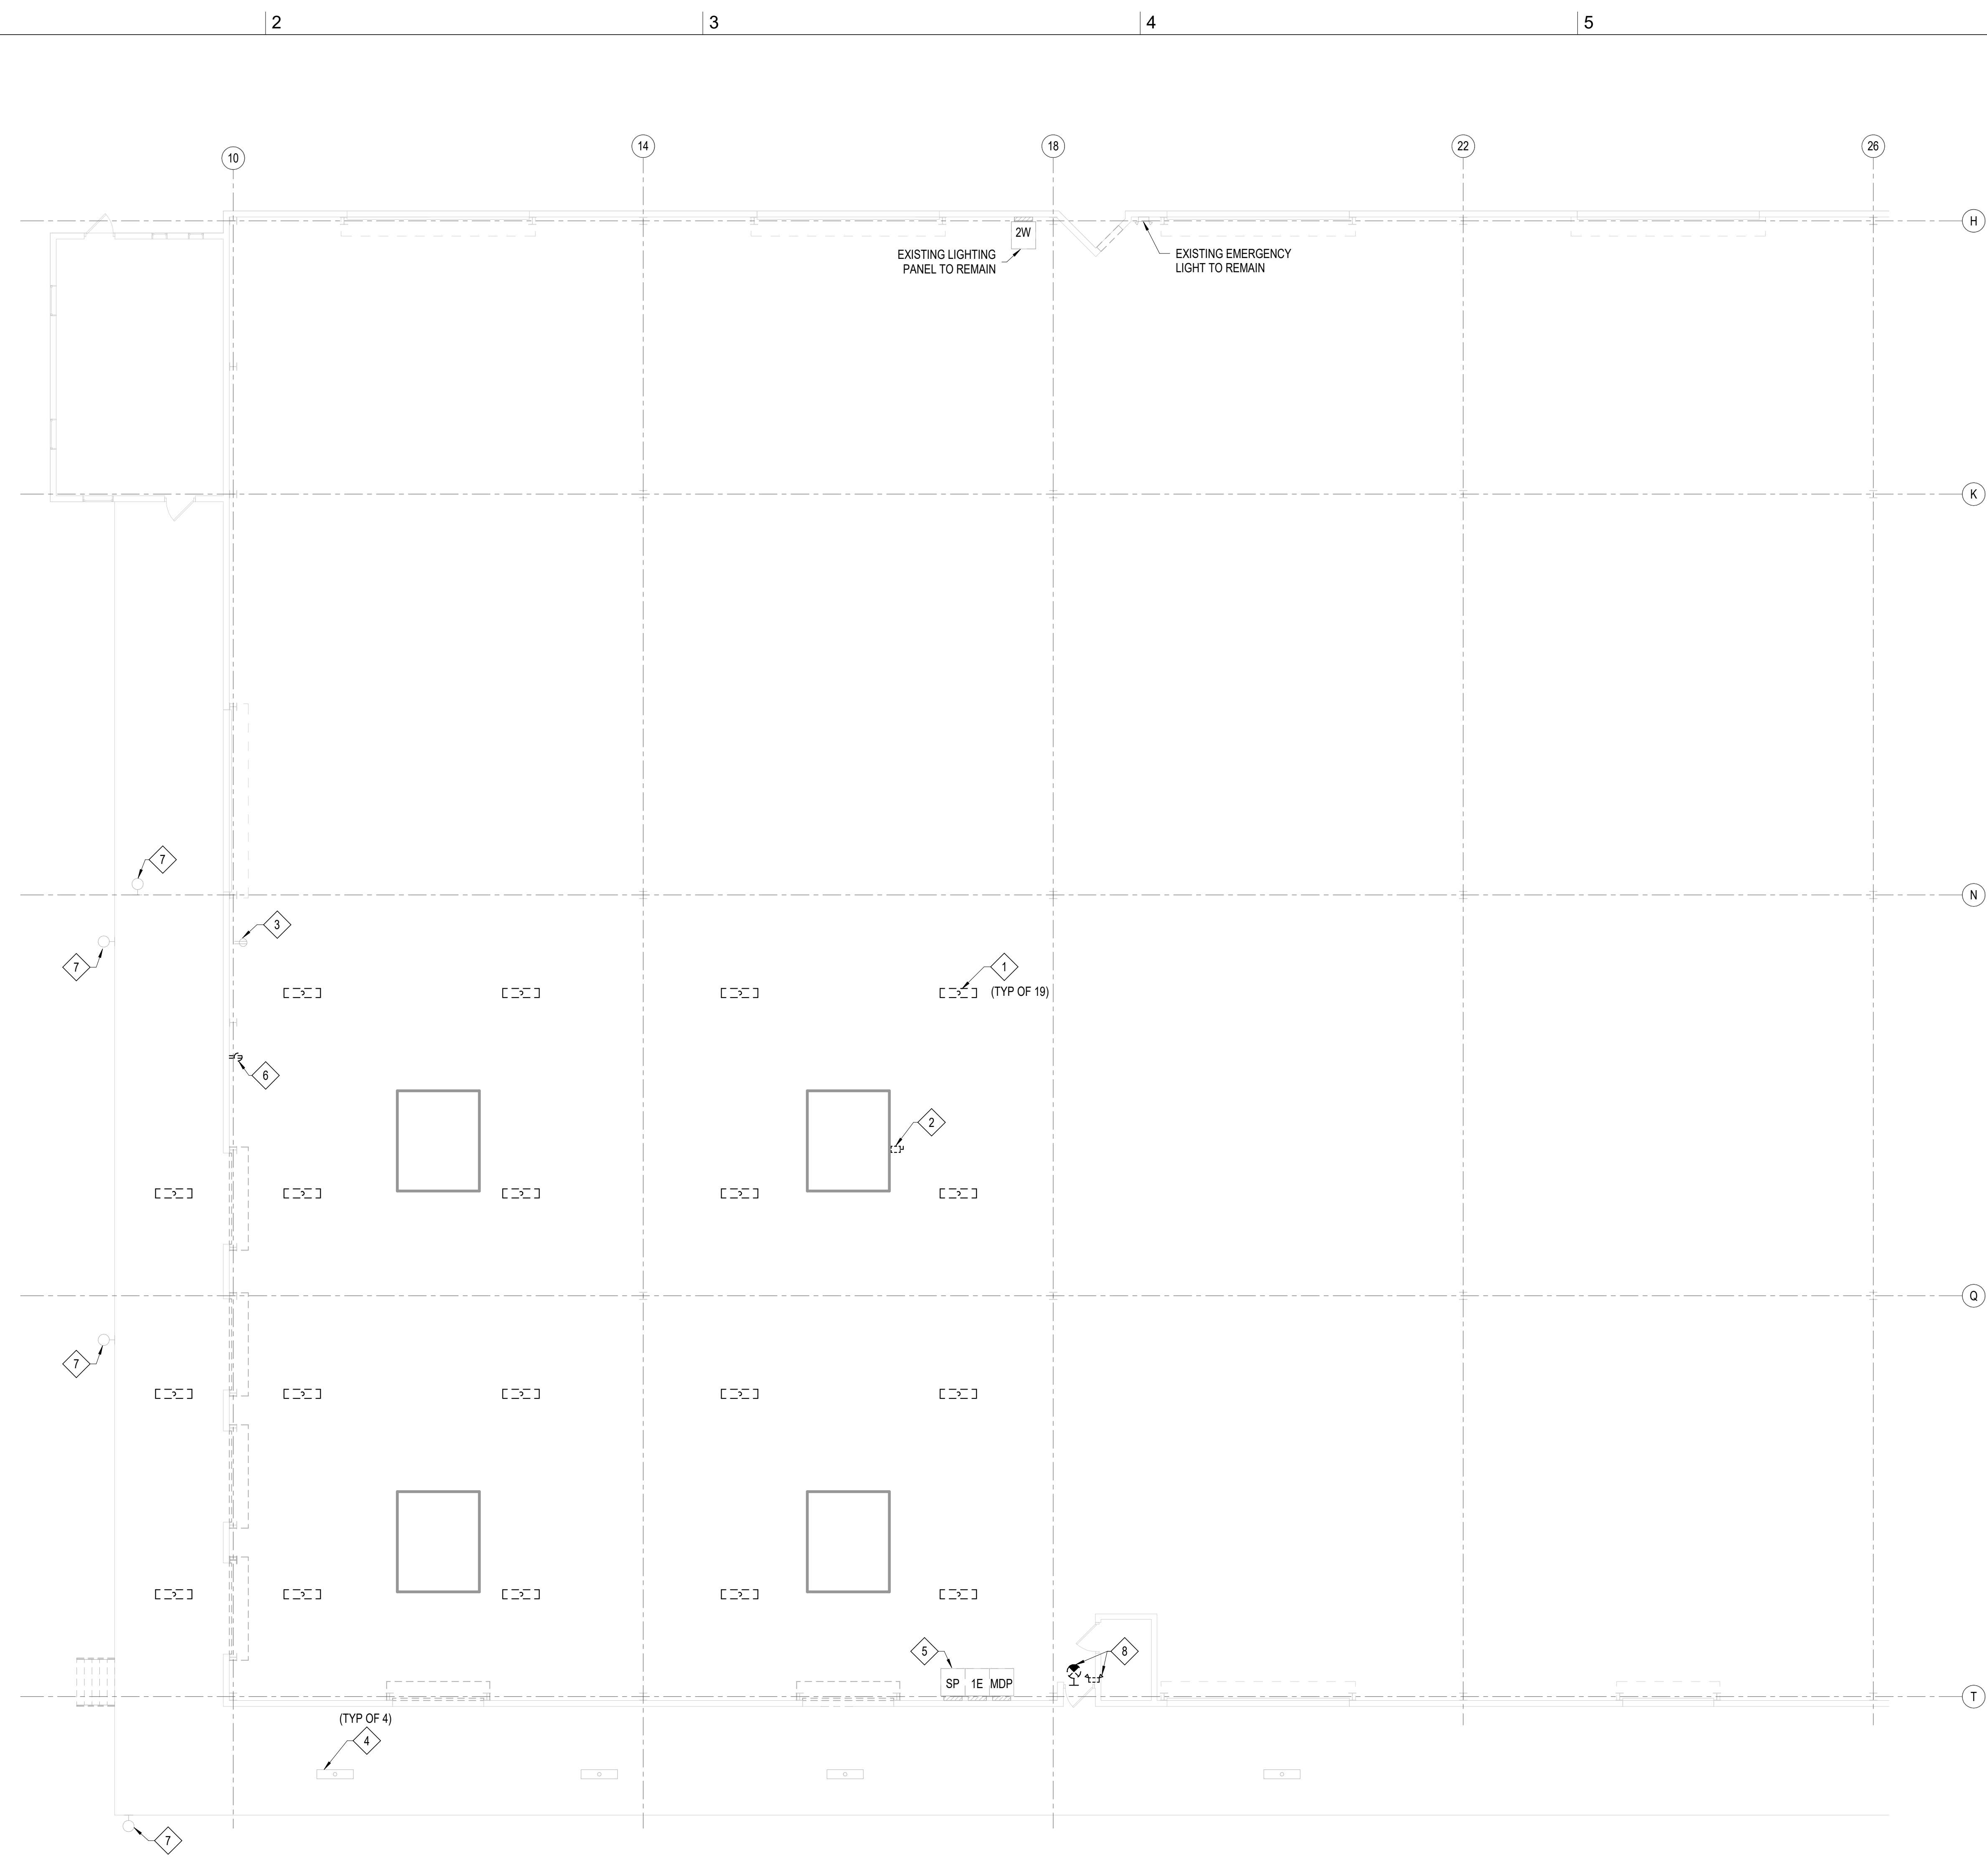 2
3
4
5
10
14
18
22
26
H
2W
EXISTING LIGHTING
PANEL TO REMAIN
EXISTING EMERGENCY
LIGHT TO REMAIN
K
7
N
3
7
1
(TYP OF 19)
6
2
Q
7
5
8
SP 1E MDP
T
(TYP OF 4)
4
7